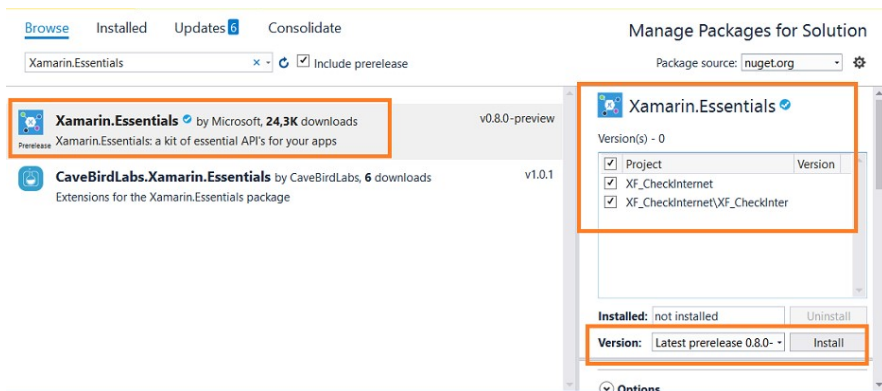 Browse Installed Updates 6 Consolidate
Manage Packages for Solution
Xamarin.Essentials × Include prerelease
Package source: nuget.org
Xamarin.Essentials by Microsoft, 24,3K downloads v0.8.0-preview
Prerelease Xamarin.Essentials: a kit of essential API's for your apps
CaveBirdLabs.Xamarin.Essentials by CaveBirdLabs, 6 downloads v1.0.1
Extensions for the Xamarin.Essentials package
Xamarin.Essentials
Version(s) - 0
Project Version
XF_CheckInternet
XF_CheckInternet\XF_CheckInter
Installed: not installed Uninstall
Version: Latest prerelease 0.8.0- Install
Options